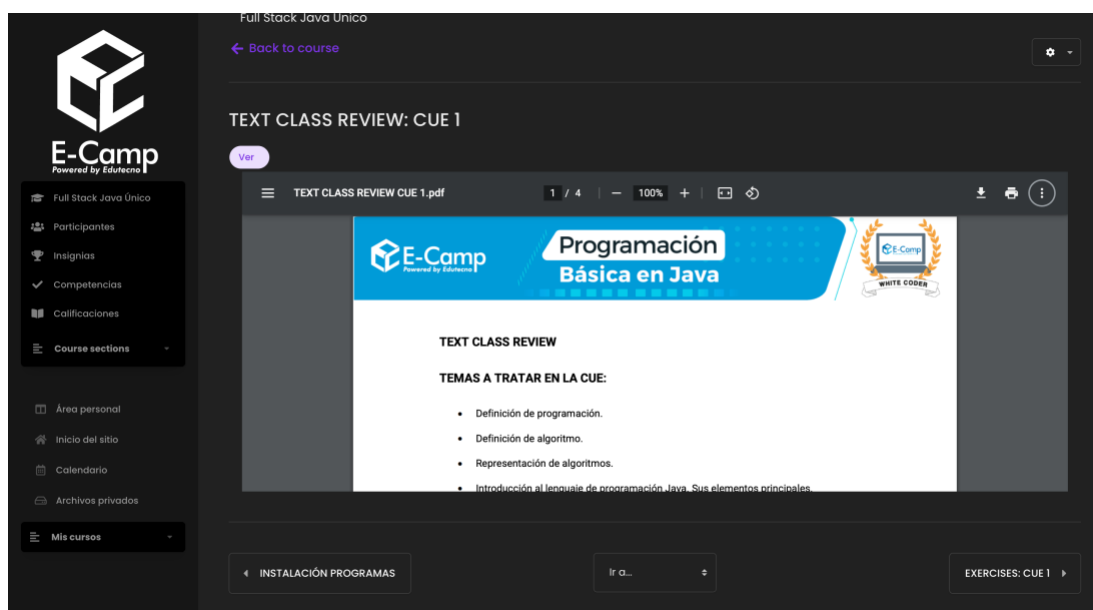 Full Stack Java Único
Back to course
E-Camp
Powered by Edutecno
Full Stack Java Único
Participantes
Insignias
Competencias
Calificaciones
Course sections
Área personal
Inicio del sitio
Calendario
Archivos privados
Mis cursos
TEXT CLASS REVIEW: CUE 1
Ver
TEXT CLASS REVIEW CUE 1.pdf
1 / 4
100%
E-Camp
Powered by Edutecno
Programación
Básica en Java
E-Camp
WHITE CODER
TEXT CLASS REVIEW
TEMAS A TRATAR EN LA CUE:
• Definición de programación.
• Definición de algoritmo.
• Representación de algoritmos.
• Introducción al lenguaje de programación Java. Sus elementos principales.
INSTALACIÓN PROGRAMAS
Ir a...
EXERCISES: CUE 1